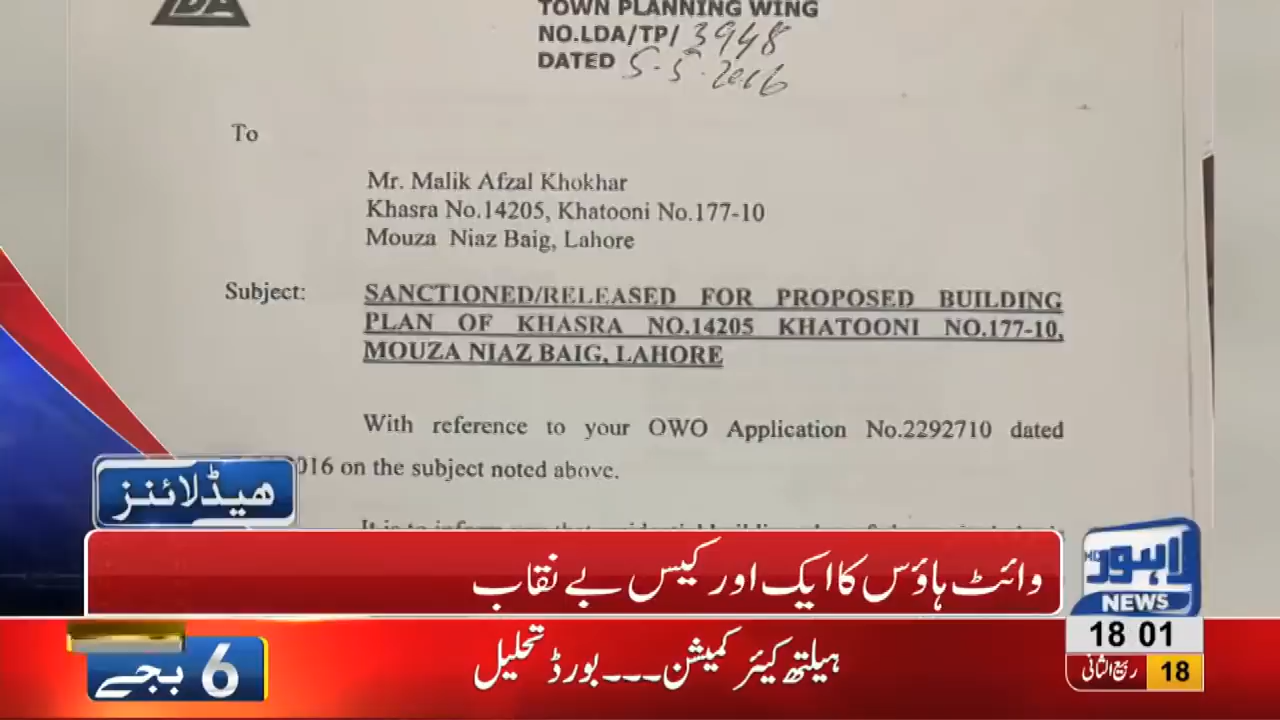 LDA
TOWN PLANNING WING
NO.LDA/TP/ 3948
DATED 5-5-2016
To
Mr. Malik Afzal Khokhar
Khasra No.14205, Khatooni No.177-10
Mouza Niaz Baig, Lahore
Subject: SANCTIONED/RELEASED FOR PROPOSED BUILDING
PLAN OF KHASRA NO.14205 KHATOONI NO.177-10,
MOUZA NIAZ BAIG, LAHORE
With reference to your OWO Application No.2292710 dated
016 on the subject noted above.
ہیڈلائنز
وائٹ ہاؤس کا ایک اور کیس بے نقاب
HD
لاہور
NEWS
18 01
18 ربیع الثانی
6 بجے
ہیلتھ کیئر کمیشن۔۔۔بورڈ تحلیل